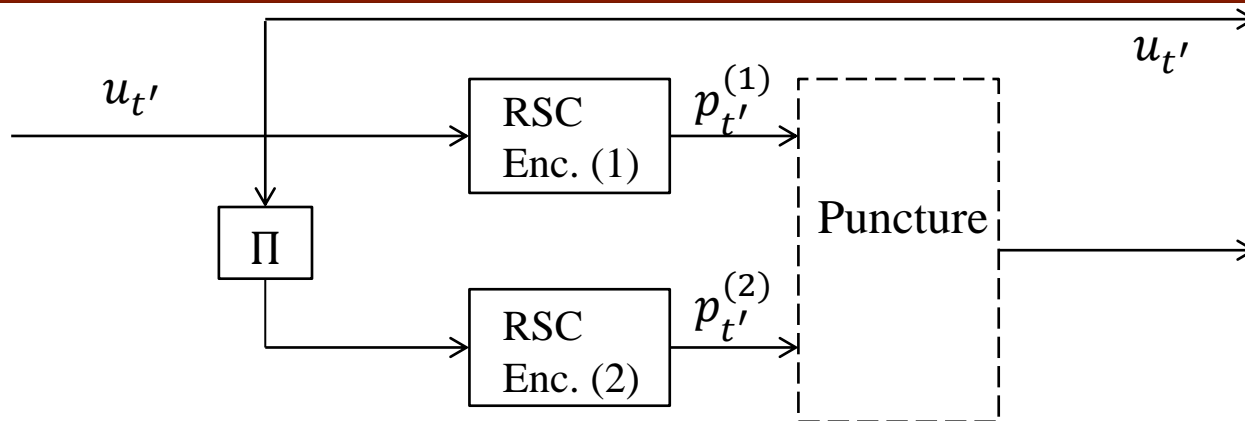 u_{t'}
u_{t'}
RSC
Enc. (1)
p_{t'}^{(1)}
Π
Puncture
RSC
Enc. (2)
p_{t'}^{(2)}